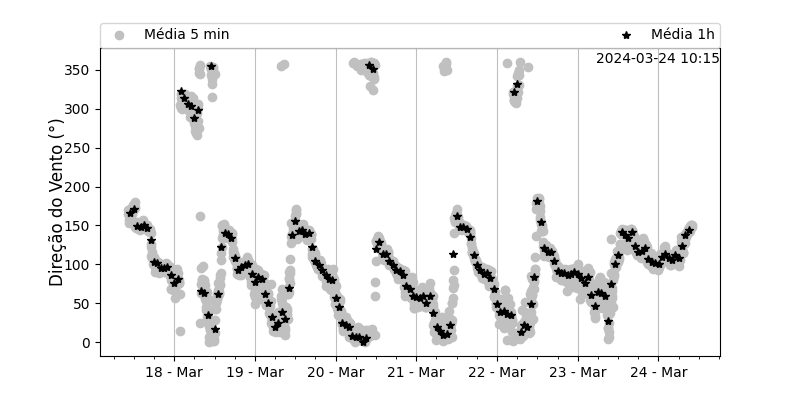 Média 5 min
Média 1h
2024-03-24 10:15
Direção do Vento (°)
350
300
250
200
150
100
50
0
18 - Mar
19 - Mar
20 - Mar
21 - Mar
22 - Mar
23 - Mar
24 - Mar